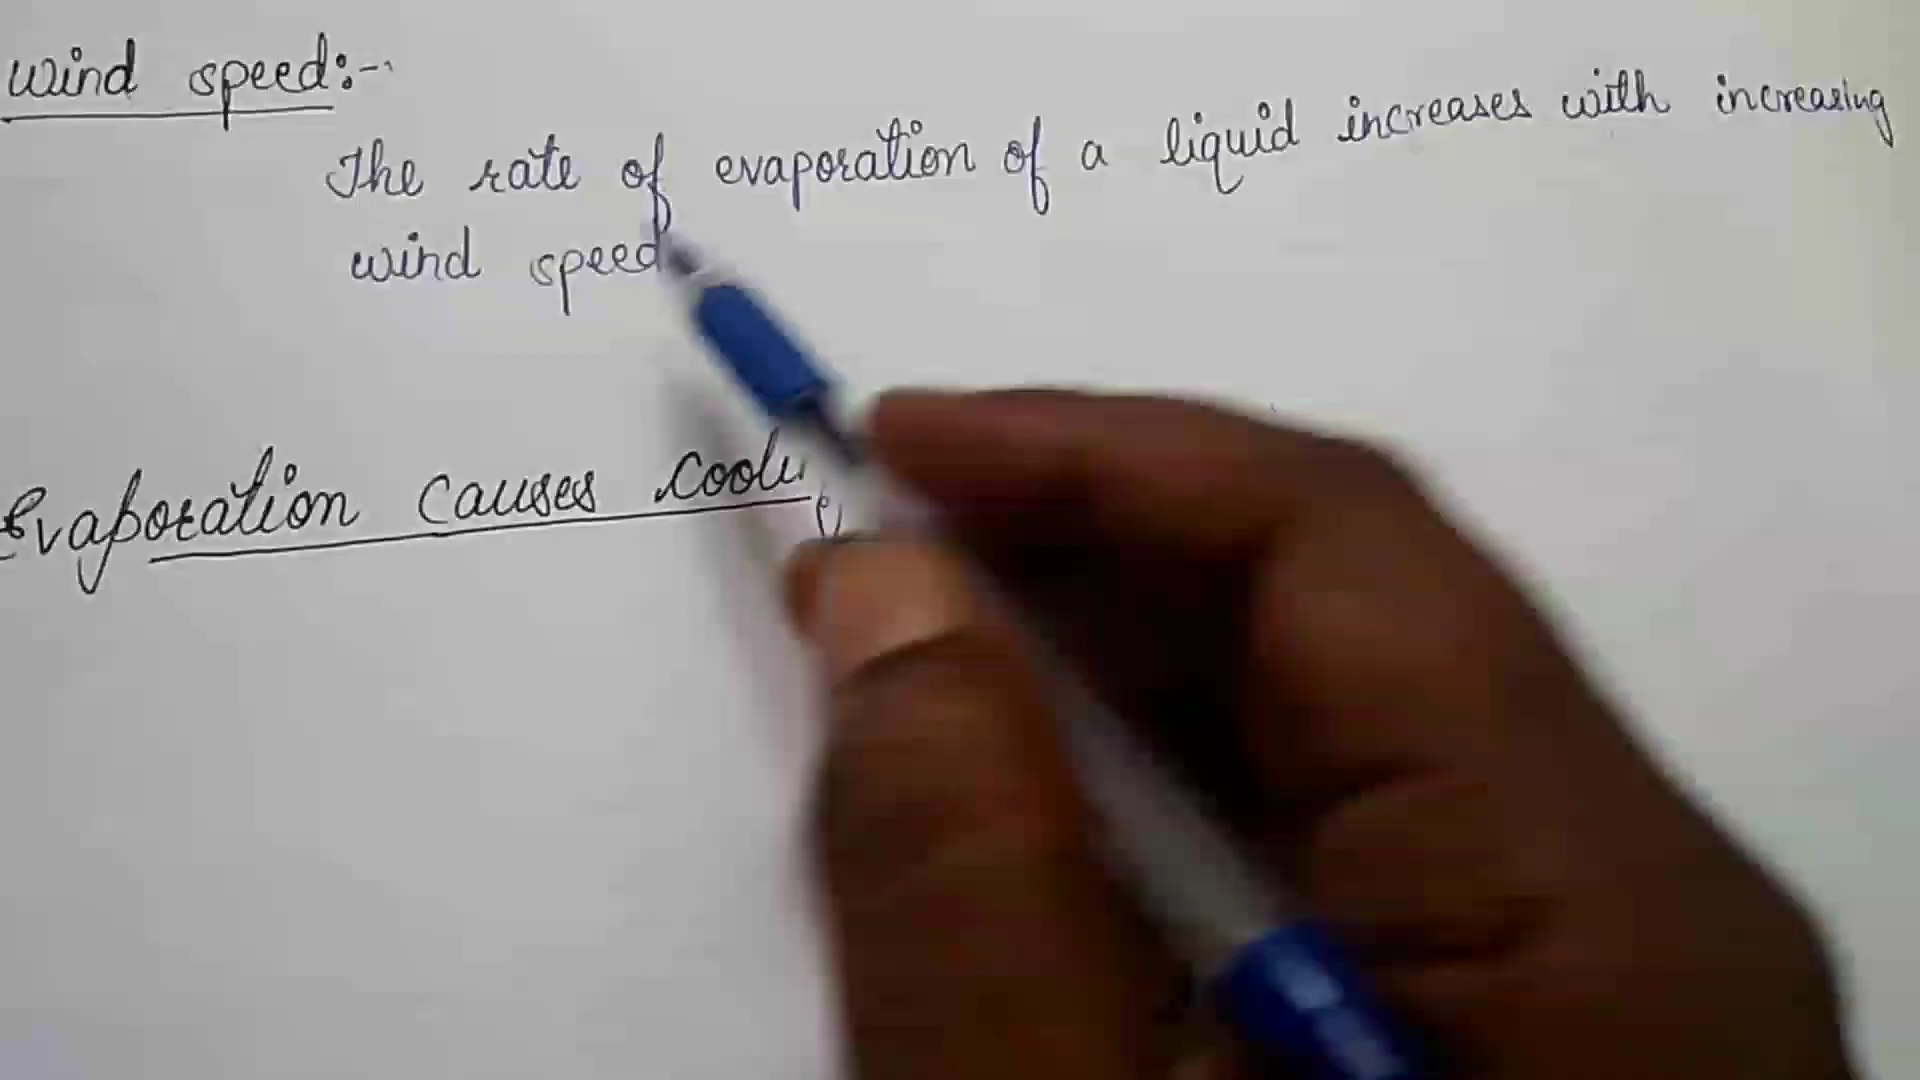 wind speed:-
The rate of evaporation of a liquid increases with increasing
wind speed
Evaporation causes